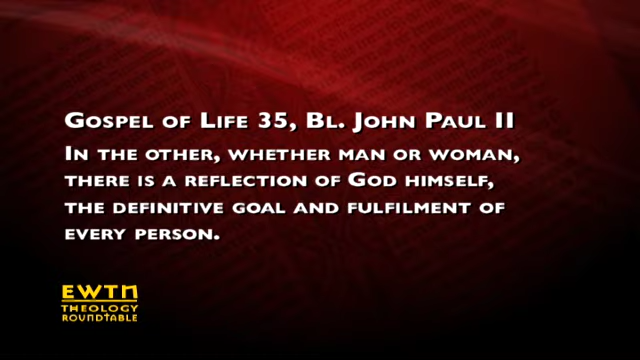 Gospel of Life 35, Bl. John Paul II
In the other, whether man or woman,
there is a reflection of God himself,
the definitive goal and fulfilment of
every person.
EWTN
THEOLOGY
ROUNDTABLE